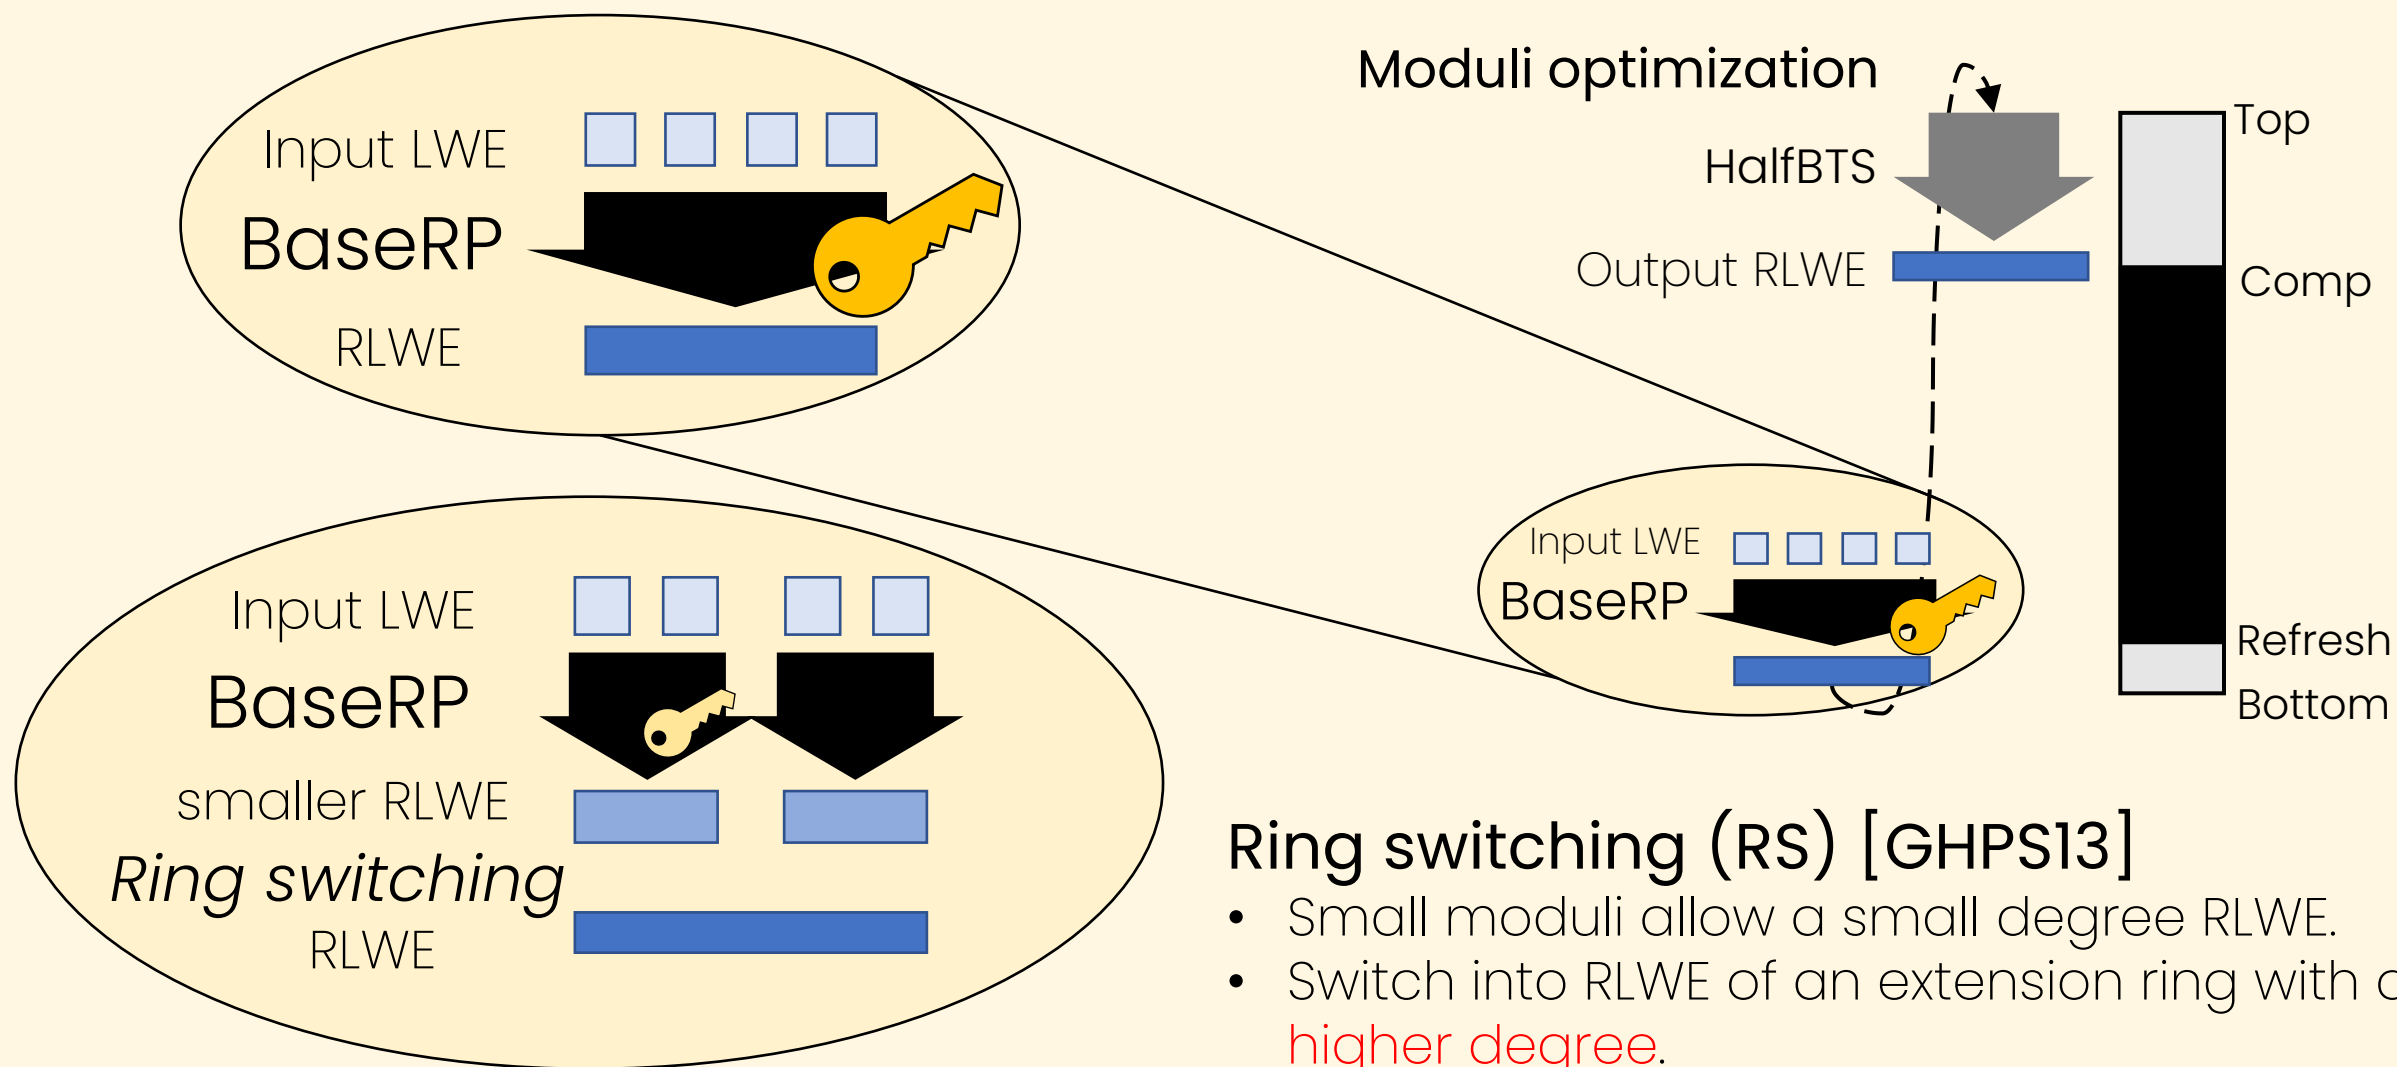 Input LWE
BaseRP
RLWE
Moduli optimization
HalfBTS
Output RLWE
Top
Comp
Refresh
Bottom
Input LWE
BaseRP
Input LWE
BaseRP
smaller RLWE
Ring switching
RLWE
Ring switching (RS) [GHPS13]
• Small moduli allow a small degree RLWE.
• Switch into RLWE of an extension ring with a
higher degree.